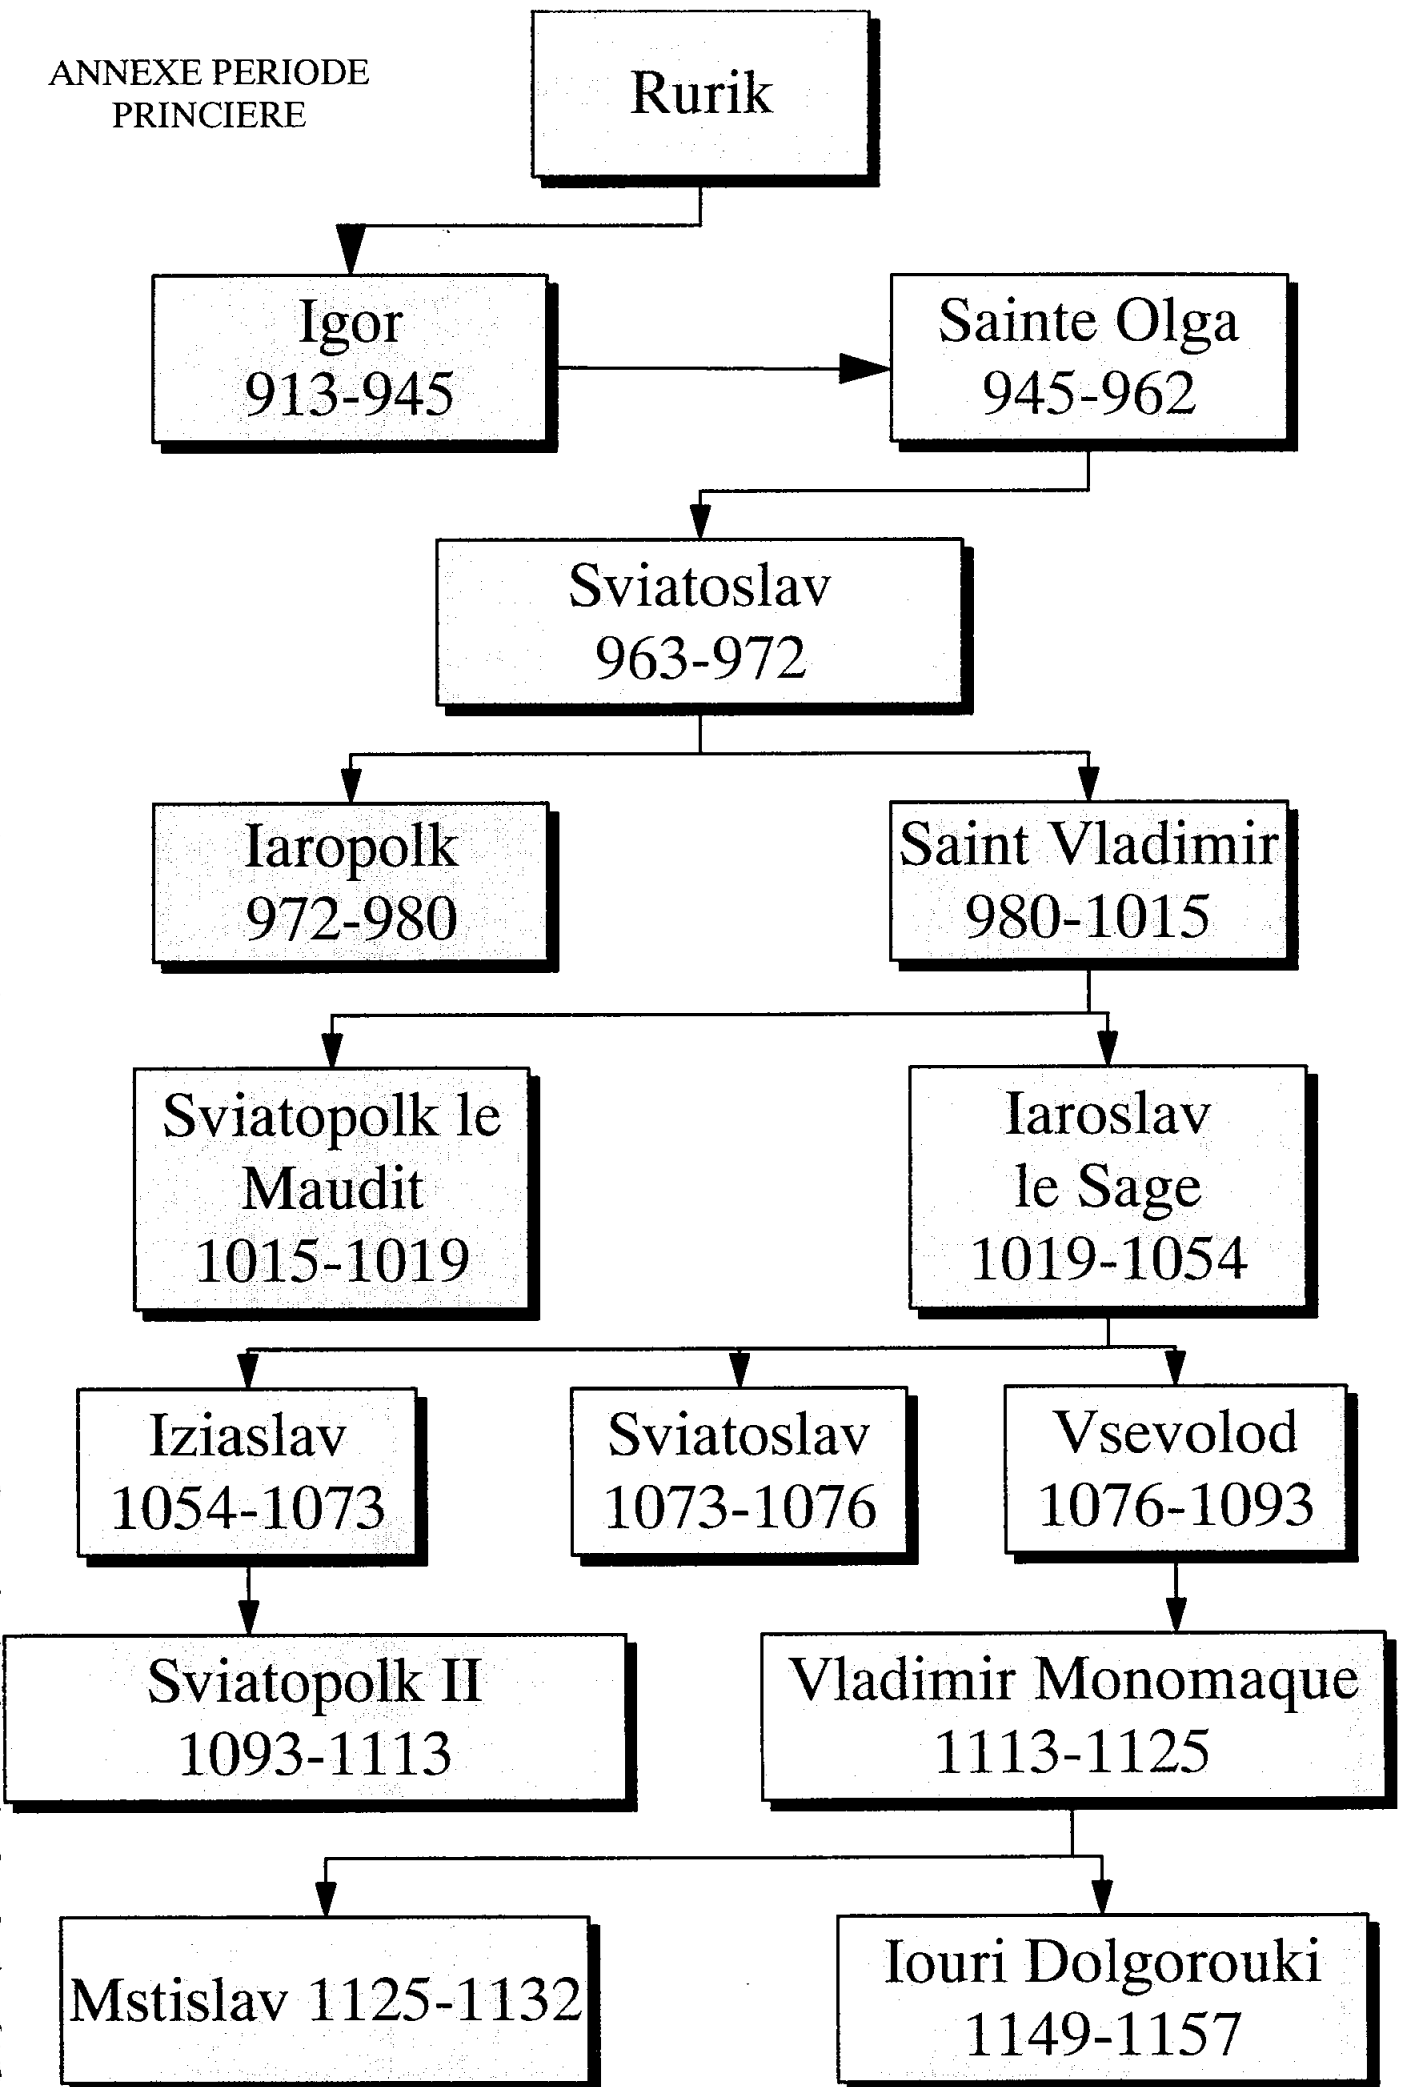 ANNEXE PERIODE
PRINCIERE
Rurik
Igor
913-945
Sainte Olga
945-962
Sviatoslav
963-972
Iaropolk
972-980
Saint Vladimir
980-1015
Sviatopolk le
Maudit
1015-1019
Iaroslav
le Sage
1019-1054
Iziaslav
1054-1073
Sviatoslav
1073-1076
Vsevolod
1076-1093
Sviatopolk II
1093-1113
Vladimir Monomaque
1113-1125
Mstislav 1125-1132
Iouri Dolgorouki
1149-1157